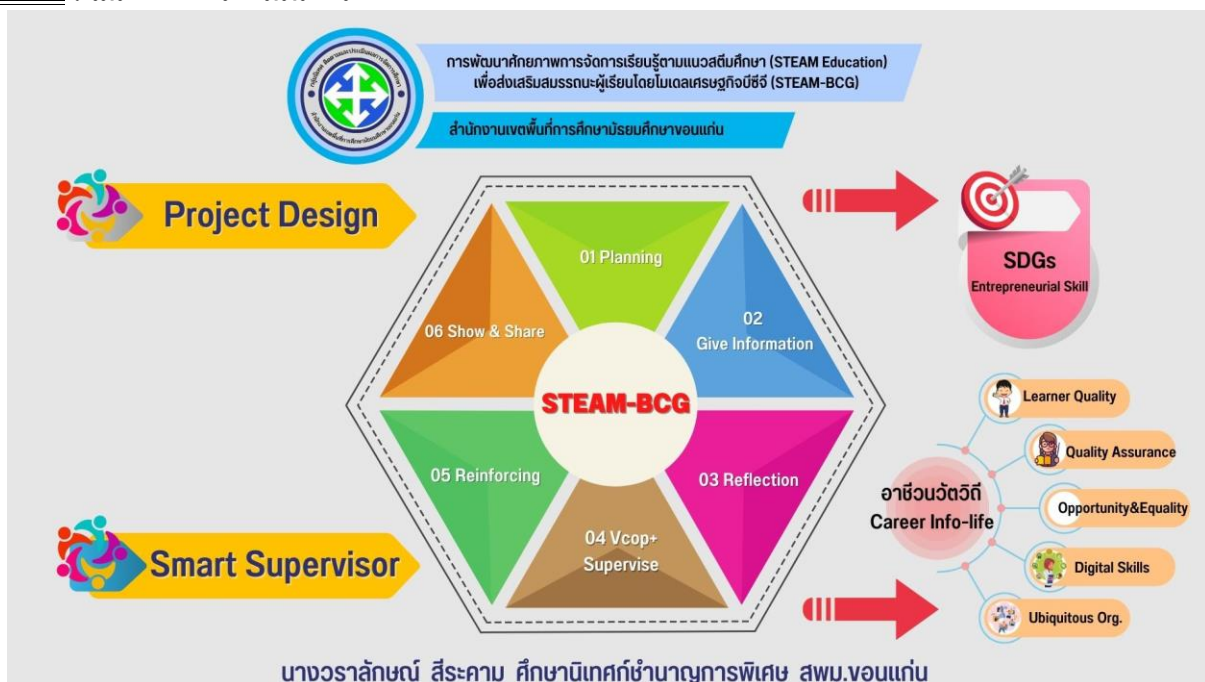 การพัฒนาศักยภาพการจัดการเรียนรู้ตามแนวสตีมศึกษา (STEAM Education)
เพื่อส่งเสริมสมรรถนะผู้เรียนโดยโมเดลเศรษฐกิจบีซีจี (STEAM-BCG)
สำนักงานเขตพื้นที่การศึกษามัธยมศึกษาขอนแก่น
Project Design
01 Planning
02
Give Information
03 Reflection
04 Vcop+
Supervise
05 Reinforcing
06 Show & Share
STEAM-BCG
SDGs
Entrepreneurial Skill
Smart Supervisor
อาชีวนวัตวิถี
Career Info-life
Learner Quality
Quality Assurance
Opportunity&Equality
Digital Skills
Ubiquitous Org.
นางวราลักษณ์ สีระคาม ศึกษานิเทศก์ชำนาญการพิเศษ สพม.ขอนแก่น